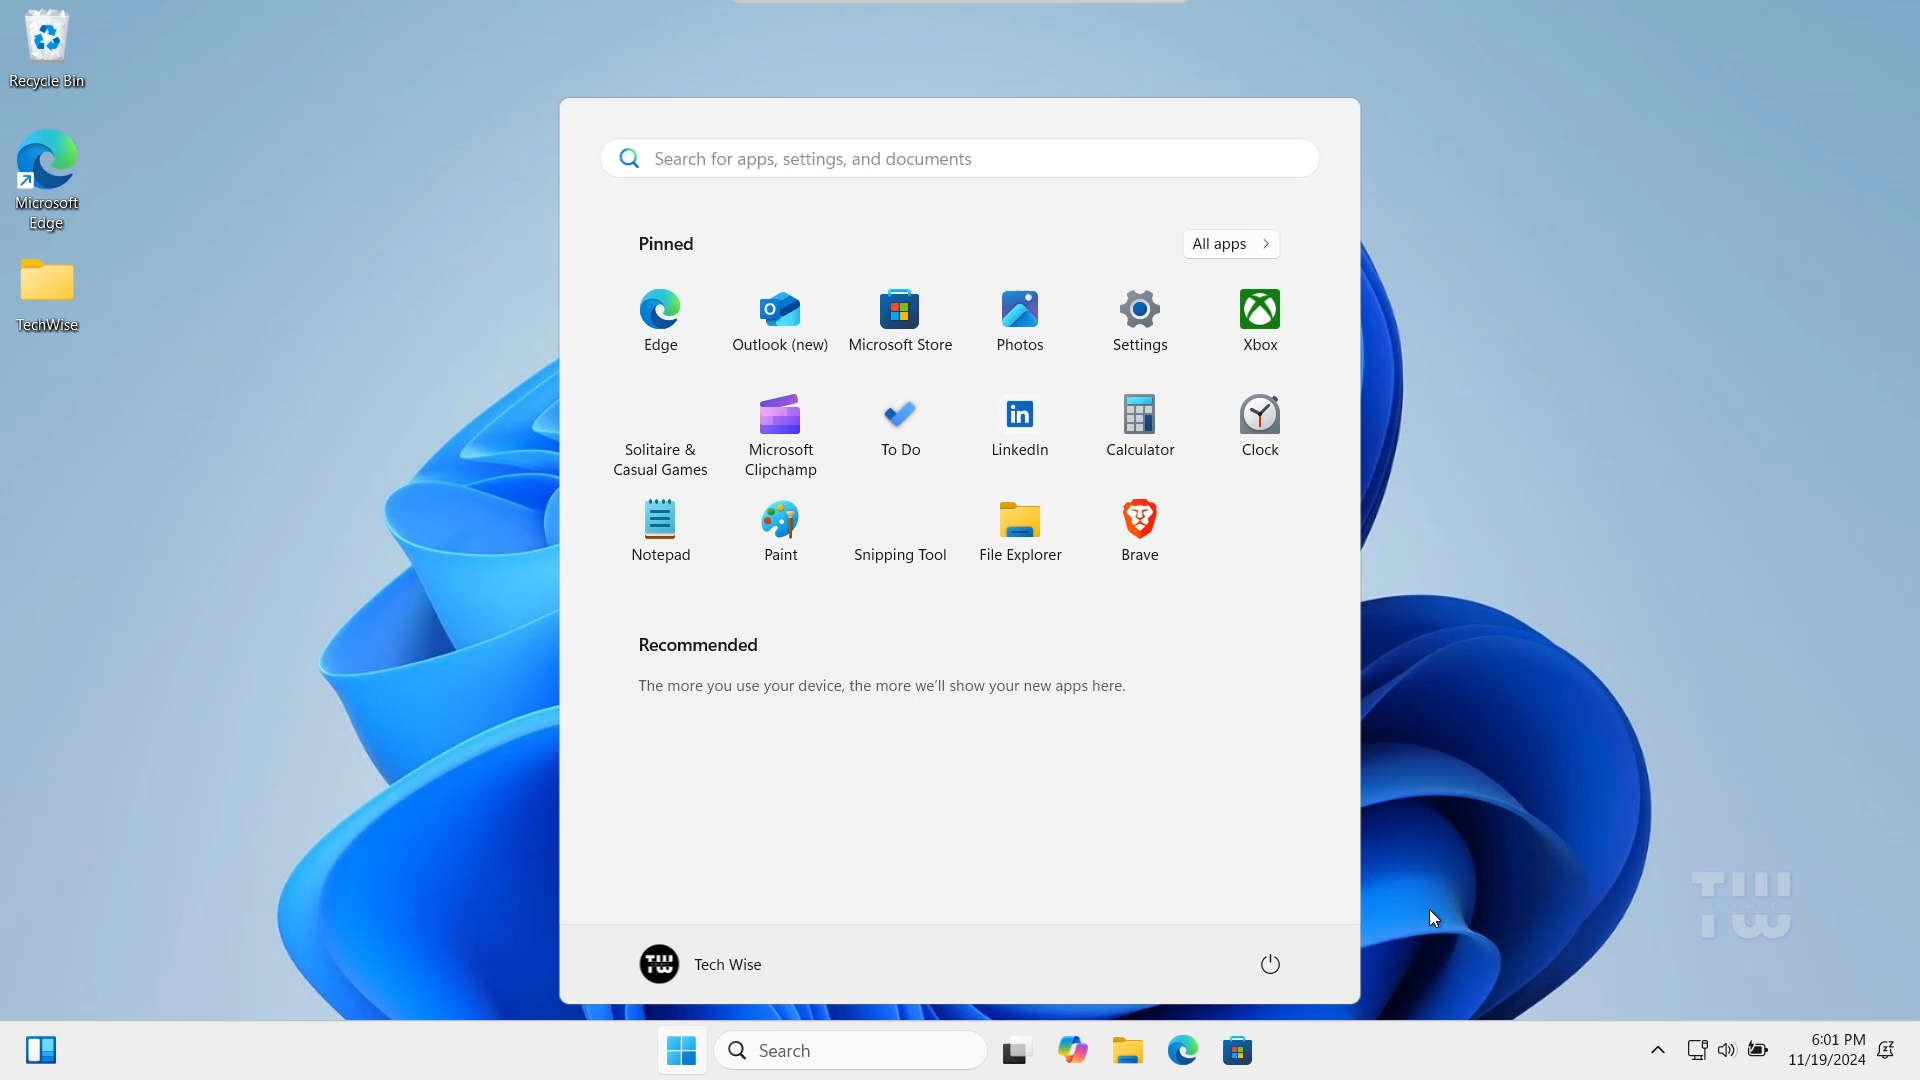 Recycle Bin
Microsoft
Edge
TechWise
Search for apps, settings, and documents
Pinned
All apps
Edge
Outlook (new)
Microsoft Store
Photos
Settings
Xbox
Solitaire &
Casual Games
Microsoft
Clipchamp
To Do
LinkedIn
Calculator
Clock
Notepad
Paint
Snipping Tool
File Explorer
Brave
Recommended
The more you use your device, the more we'll show your new apps here.
TW
TW
Tech Wise
Search
6:01 PM
11/19/2024